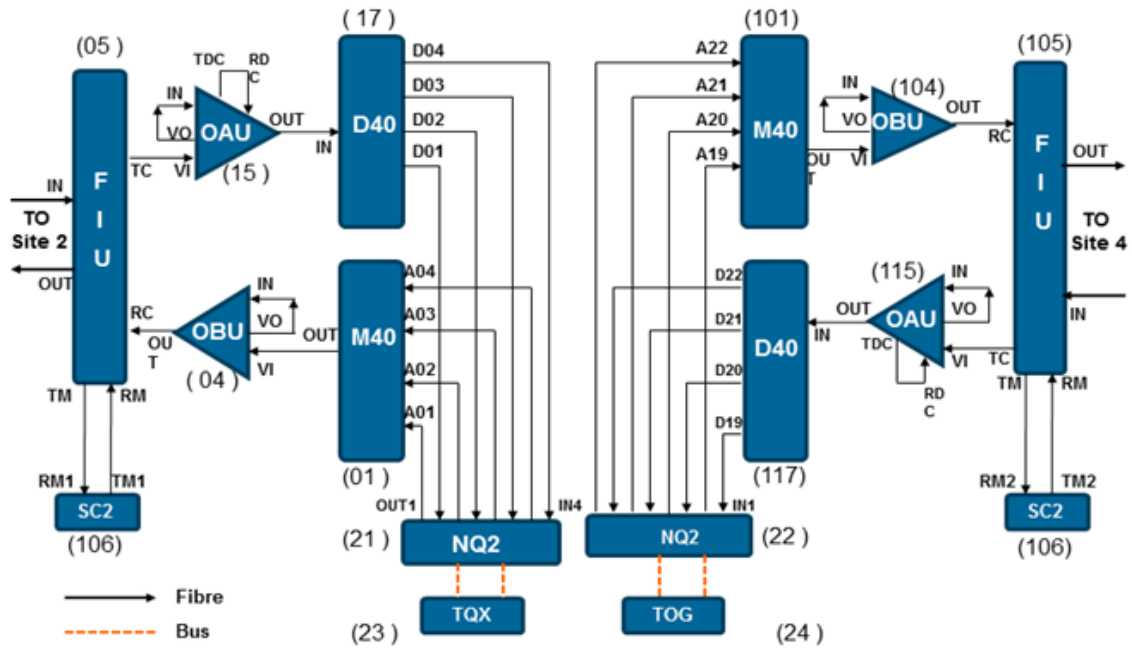 (05 )
TDC
RD
C
( 17 )
D04
D03
D02
D01
IN
VO
OAU
OUT
IN
D40
TC
VI
(15 )
F
I
U
IN
TO
Site 2
OUT
RC
OU
T
OBU
IN
VO
VI
( 04 )
OUT
M40
A04
A03
A02
A01
(01 )
TM
RM
RM1
TM1
SC2
(106)
OUT1
IN4
(21 )
NQ2
TQX
(23 )
(101)
A22
A21
A20
A19
M40
OU
T
IN
VO
VI
(104)
OBU
OUT
RC
(105)
F
I
U
OUT
TO
Site 4
IN
(115)
IN
OUT
OAU
VO
TDC
VI
TC
RD
C
IN
D22
D21
D20
D19
D40
(117)
TM
RM
RM2
TM2
SC2
(106)
IN1
NQ2
(22 )
TOG
(24 )
Fibre
Bus